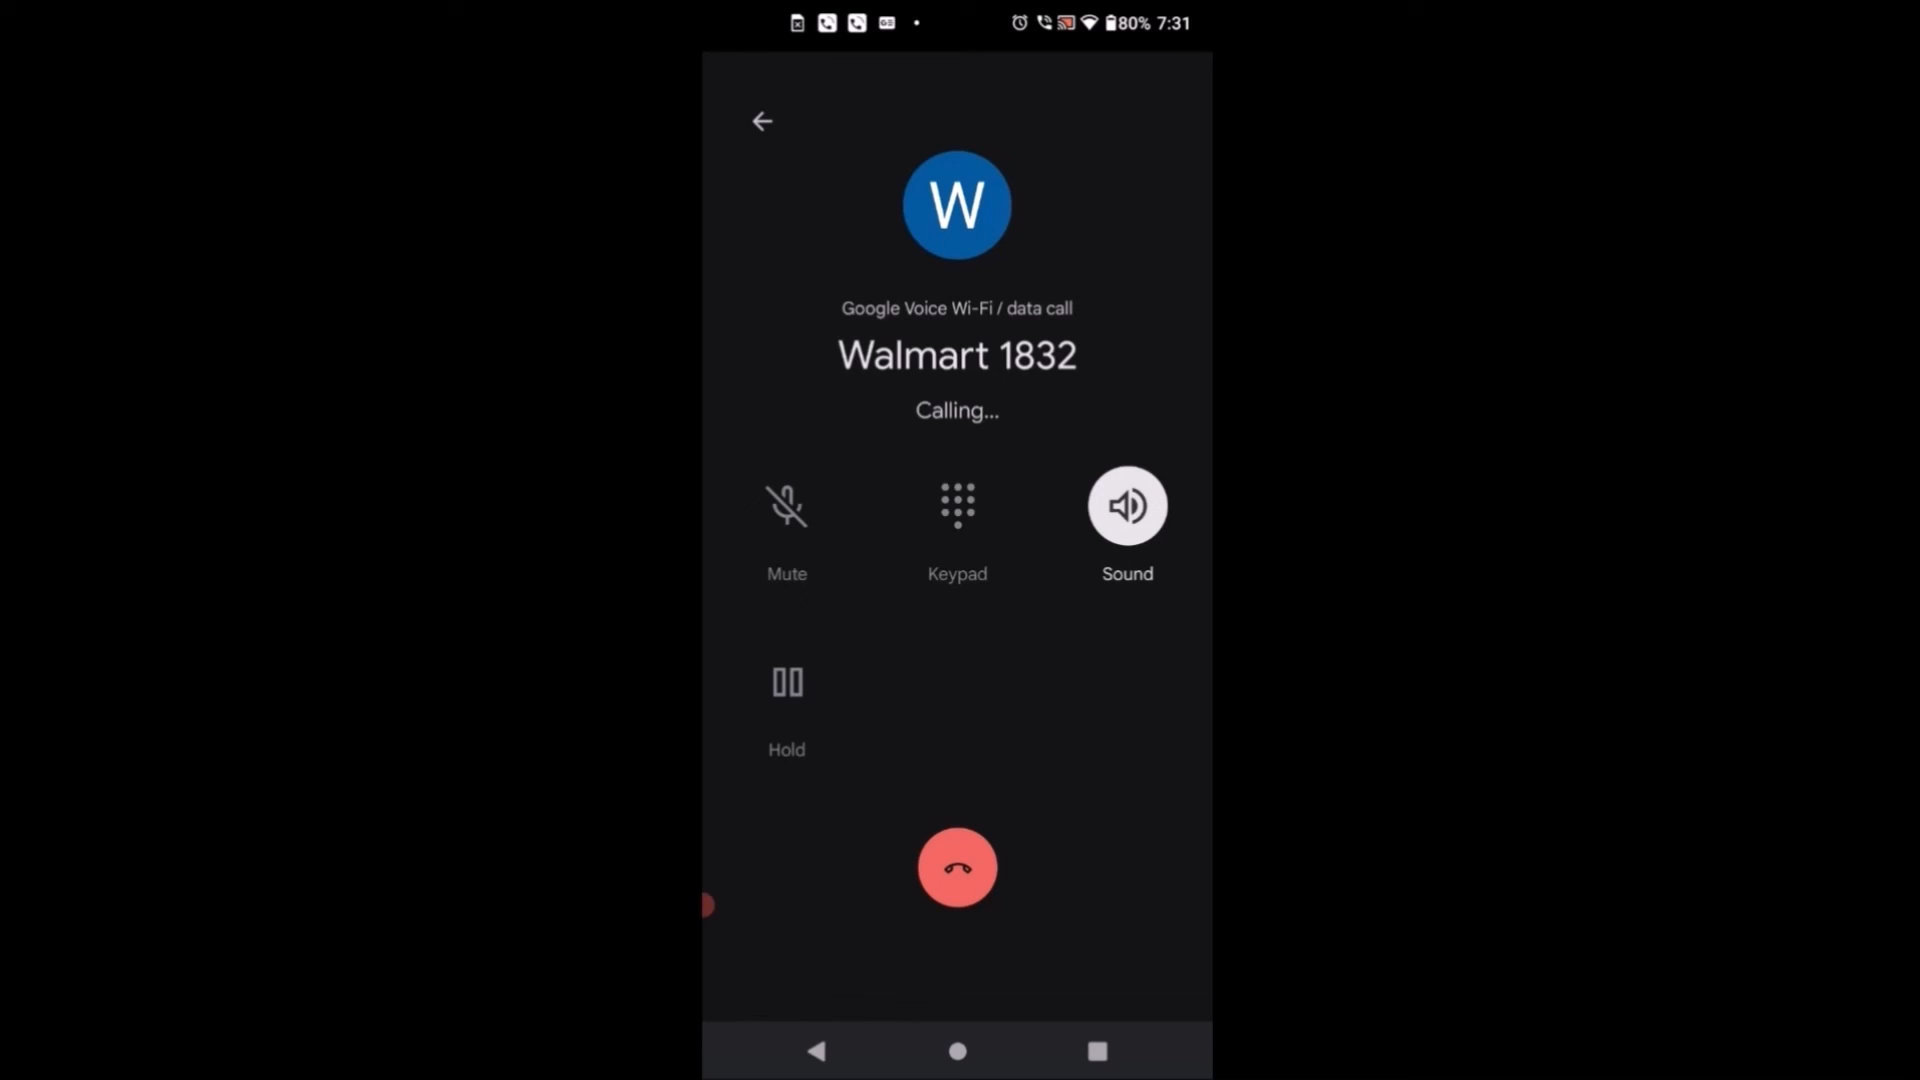 80% 7:31
W
Google Voice Wi-Fi / data call
Walmart 1832
Calling...
Mute Keypad Sound
Hold